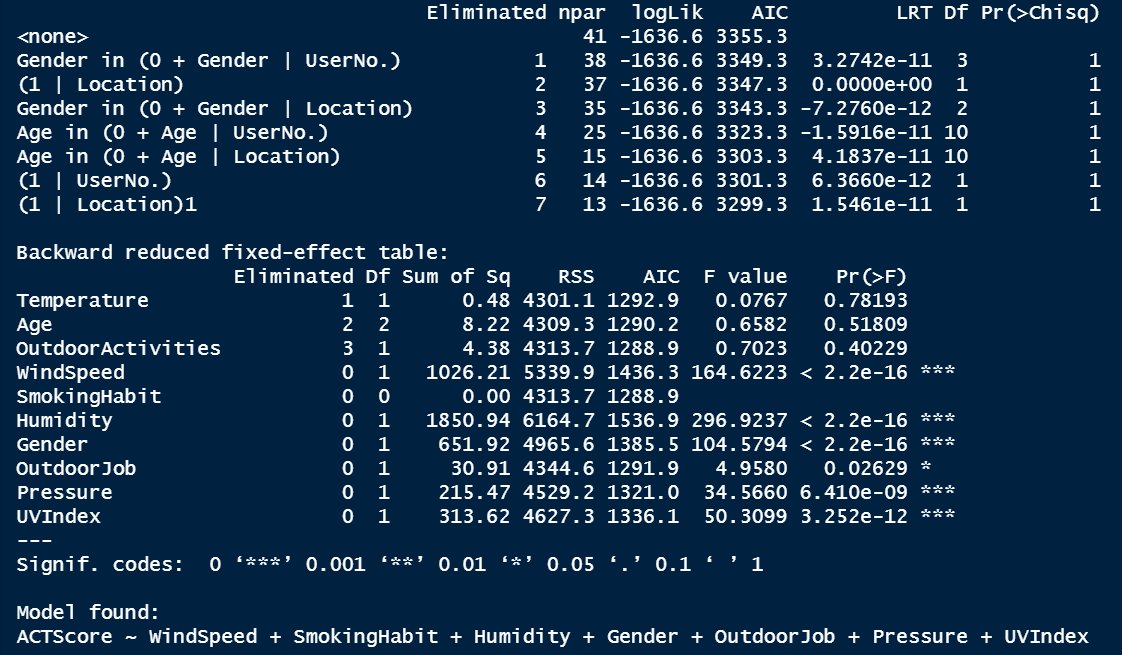 Eliminated npar logLik AIC LRT Df Pr(>Chisq)
<none> 41 -1636.6 3355.3
Gender in (0 + Gender | UserNo.) 1 38 -1636.6 3349.3 3.2742e-11 3 1
(1 | Location) 2 37 -1636.6 3347.3 0.0000e+00 1 1
Gender in (0 + Gender | Location) 3 35 -1636.6 3343.3 -7.2760e-12 2 1
Age in (0 + Age | UserNo.) 4 25 -1636.6 3323.3 -1.5916e-11 10 1
Age in (0 + Age | Location) 5 15 -1636.6 3303.3 4.1837e-11 10 1
(1 | UserNo.) 6 14 -1636.6 3301.3 6.3660e-12 1 1
(1 | Location)1 7 13 -1636.6 3299.3 1.5461e-11 1 1
Backward reduced fixed-effect table:
Eliminated Df Sum of Sq RSS AIC F value Pr(>F)
Temperature 1 1 0.48 4301.1 1292.9 0.0767 0.78193
Age 2 2 8.22 4309.3 1290.2 0.6582 0.51809
OutdoorActivities 3 1 4.38 4313.7 1288.9 0.7023 0.40229
WindSpeed 0 1 1026.21 5339.9 1436.3 164.6223 < 2.2e-16 ***
SmokingHabit 0 0 0.00 4313.7 1288.9
Humidity 0 1 1850.94 6164.7 1536.9 296.9237 < 2.2e-16 ***
Gender 0 1 651.92 4965.6 1385.5 104.5794 < 2.2e-16 ***
OutdoorJob 0 1 30.91 4344.6 1291.9 4.9580 0.02629 *
Pressure 0 1 215.47 4529.2 1321.0 34.5660 6.410e-09 ***
UVIndex 0 1 313.62 4627.3 1336.1 50.3099 3.252e-12 ***
---
Signif. codes: 0 ‘***’ 0.001 ‘**’ 0.01 ‘*’ 0.05 ‘.’ 0.1 ‘ ’ 1
Model found:
ACTScore ~ WindSpeed + SmokingHabit + Humidity + Gender + OutdoorJob + Pressure + UVIndex